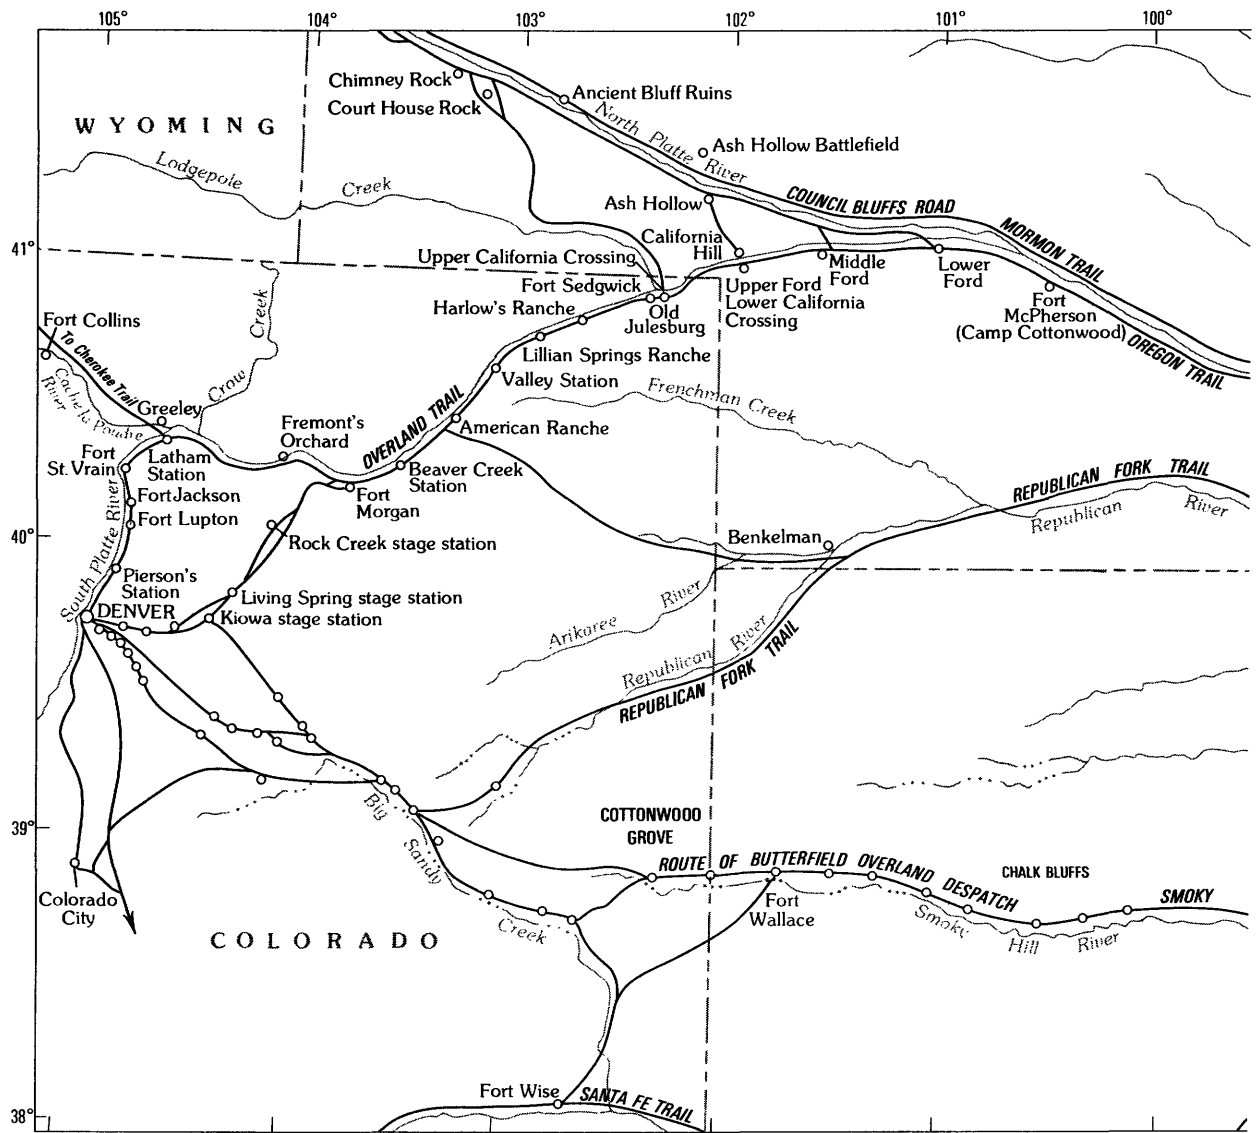 105° 104° 103° 102° 101° 100°
Chimney Rock
Court House Rock
Ancient Bluff Ruins
WYOMING
North Platte River
Ash Hollow Battlefield
Lodgepole Creek
Ash Hollow
COUNCIL BLUFFS ROAD
MORMON TRAIL
41°
California
Hill
Upper California Crossing
Fort Sedgwick
Middle
Ford
Lower
Ford
Upper Ford
Lower California
Crossing
Old
Julesburg
Harlow's Ranche
Fort
McPherson
(Camp Cottonwood)
OREGON TRAIL
Fort Collins
To Cherokee Trail
Crow Creek
Lillian Springs Ranche
Valley Station
Cache la Poudre
River
Greeley
Fremont's
Orchard
OVERLAND TRAIL
Frenchman Creek
American Ranche
Fort
St. Vrain
Latham
Station
Beaver Creek
Station
REPUBLICAN FORK TRAIL
Republican River
Fort Jackson
Fort Lupton
Fort
Morgan
40°
Rock Creek stage station
Benkelman
South Platte River
Pierson's
Station
DENVER
Living Spring stage station
Kiowa stage station
Arikaree River
Republican River
REPUBLICAN FORK TRAIL
39°
Big Sandy Creek
COTTONWOOD
GROVE
ROUTE OF BUTTERFIELD OVERLAND DESPATCH
CHALK BLUFFS
SMOKY
Colorado
City
Fort
Wallace
Smoky Hill River
COLORADO
Fort Wise
SANTA FE TRAIL
38°